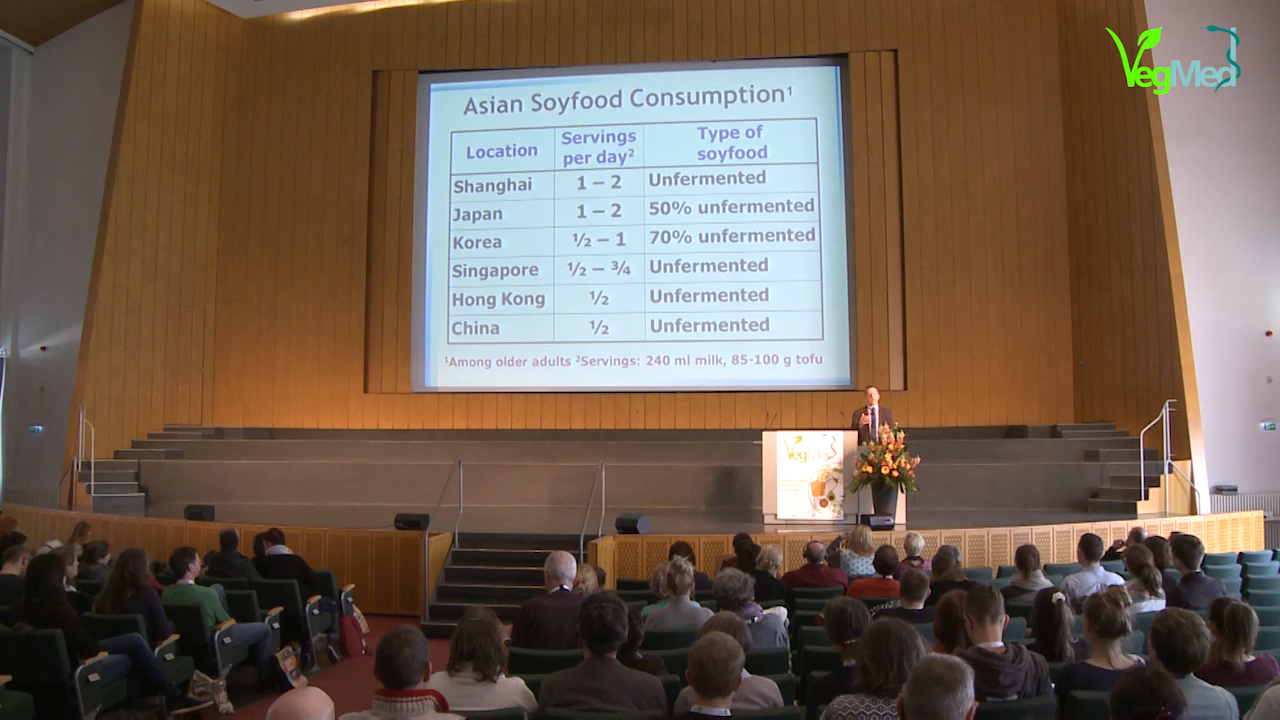 VegMed
Asian Soyfood Consumption¹
Location Servings per day² Type of soyfood
Shanghai 1 – 2 Unfermented
Japan 1 – 2 50% unfermented
Korea ½ – 1 70% unfermented
Singapore ½ – ¾ Unfermented
Hong Kong ½ Unfermented
China ½ Unfermented
¹Among older adults ²Servings: 240 ml milk, 85-100 g tofu
VegMed